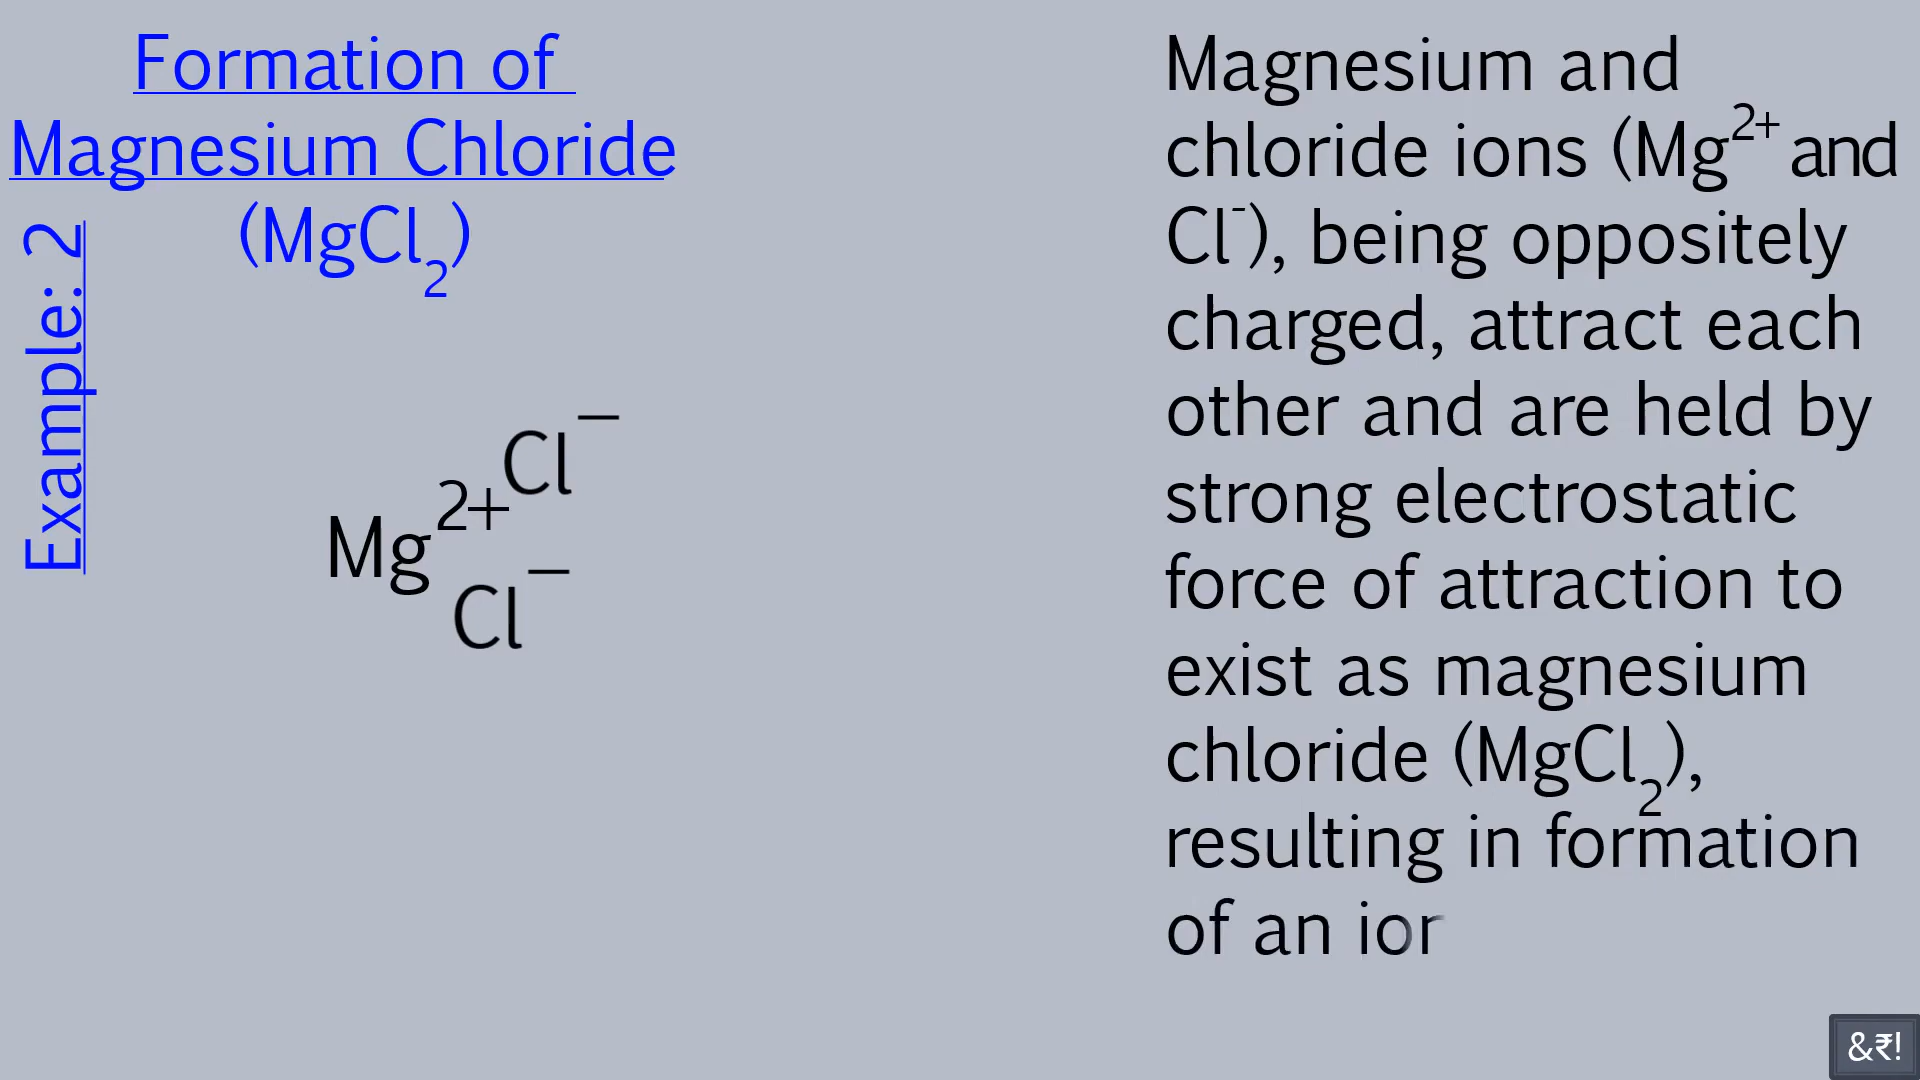 Formation of
Magnesium Chloride
(MgCl₂)
Example: 2
Cl⁻
Mg²⁺
Cl⁻
Magnesium and
chloride ions (Mg²⁺ and
Cl⁻), being oppositely
charged, attract each
other and are held by
strong electrostatic
force of attraction to
exist as magnesium
chloride (MgCl₂),
resulting in formation
of an
&₹!